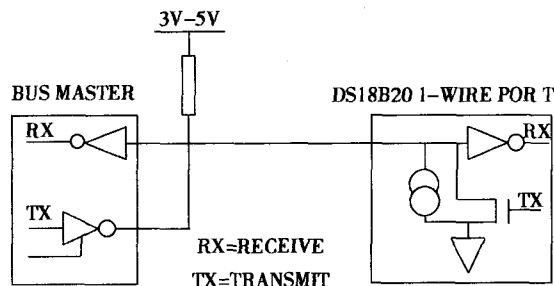 3V-5V
BUS MASTER
DS18B20 1-WIRE POR T
RX
RX
TX
TX
RX=RECEIVE
TX=TRANSMIT